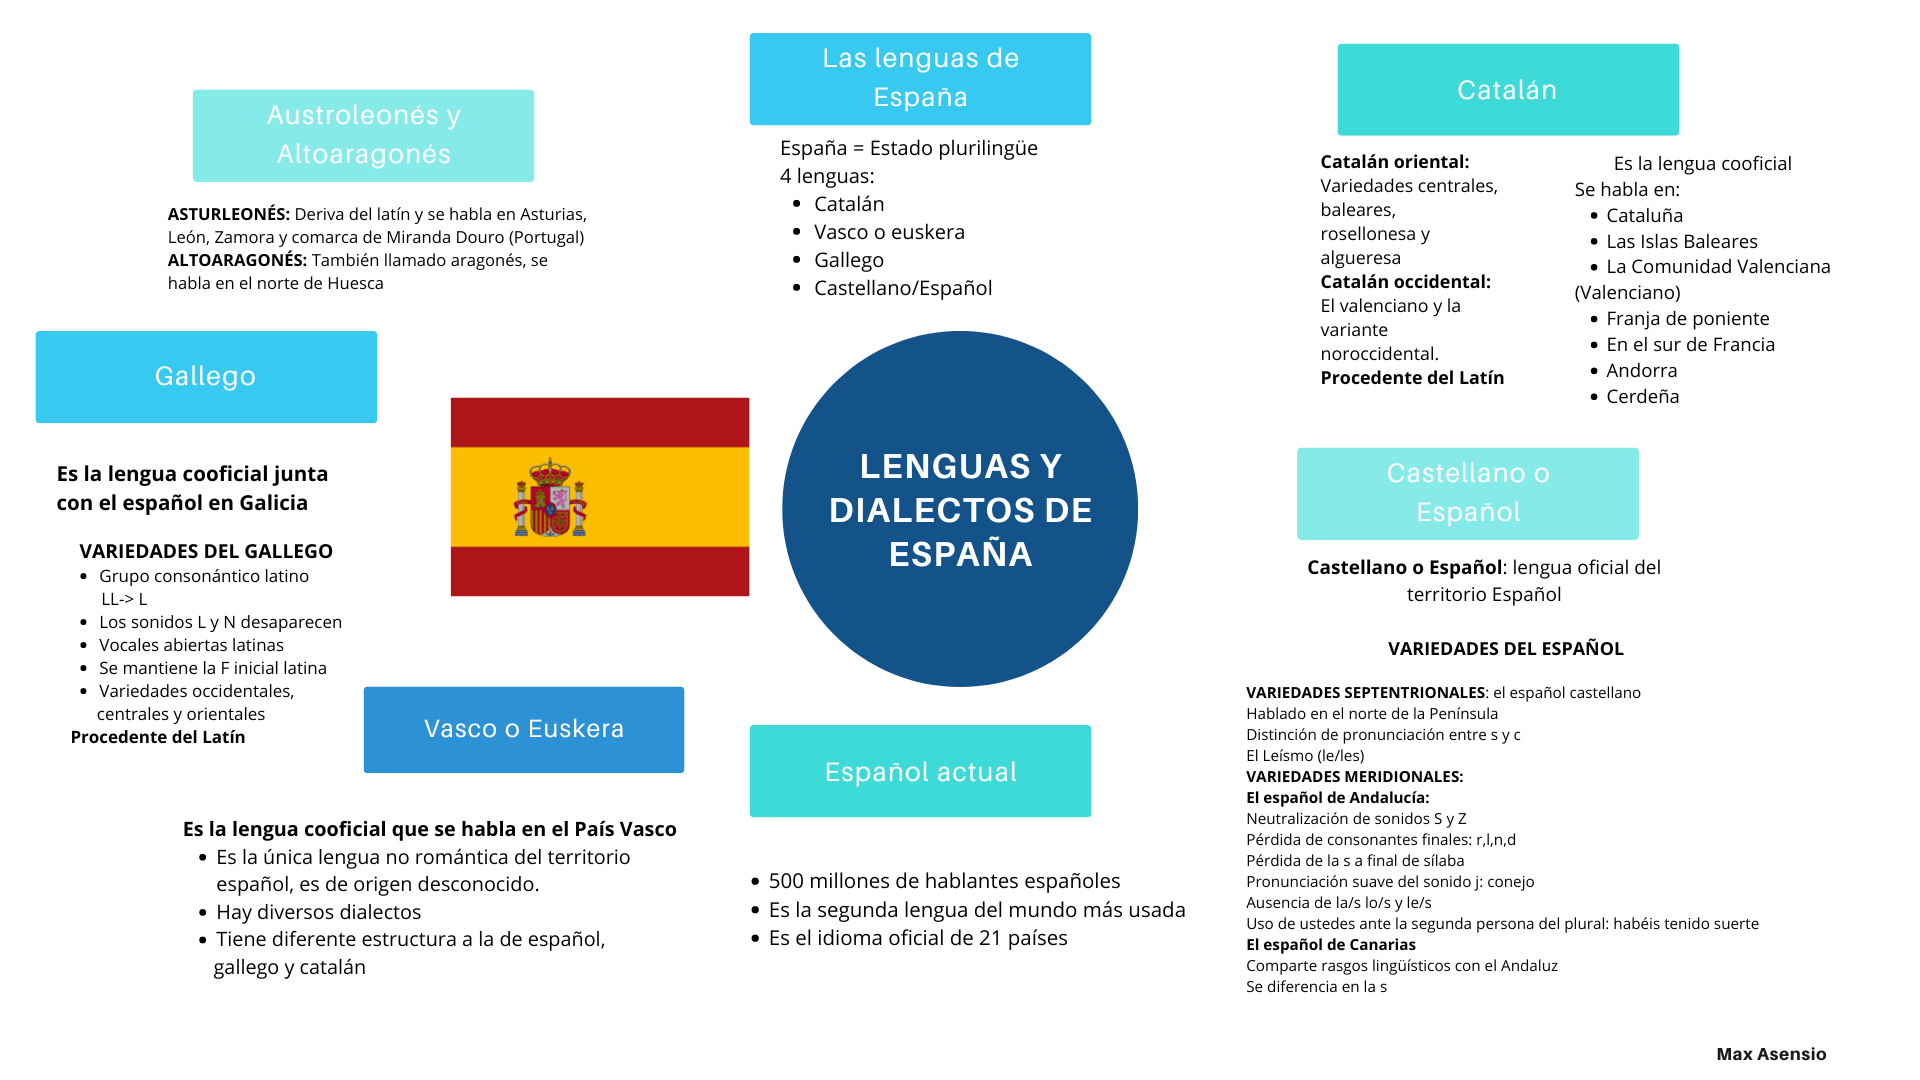 Las lenguas de
España
España = Estado plurilingüe
4 lenguas:
• Catalán
• Vasco o euskera
• Gallego
• Castellano/Español
Austroleonés y
Altoaragonés
ASTURLEONÉS: Deriva del latín y se habla en Asturias,
León, Zamora y comarca de Miranda Douro (Portugal)
ALTOARAGONÉS: También llamado aragonés, se
habla en el norte de Huesca
Catalán
Catalán oriental:
Variedades centrales,
baleares,
rosellonesa y
algueresa
Catalán occidental:
El valenciano y la
variante
noroccidental.
Procedente del Latín
Es la lengua cooficial
Se habla en:
• Cataluña
• Las Islas Baleares
• La Comunidad Valenciana
(Valenciano)
• Franja de poniente
• En el sur de Francia
• Andorra
• Cerdeña
Gallego
Es la lengua cooficial junta
con el español en Galicia
VARIEDADES DEL GALLEGO
• Grupo consonántico latino
LL-> L
• Los sonidos L y N desaparecen
• Vocales abiertas latinas
• Se mantiene la F inicial latina
• Variedades occidentales,
centrales y orientales
Procedente del Latín
LENGUAS Y
DIALECTOS DE
ESPAÑA
Castellano o
Español
Castellano o Español: lengua oficial del
territorio Español
VARIEDADES DEL ESPAÑOL
VARIEDADES SEPTENTRIONALES: el español castellano
Hablado en el norte de la Península
Distinción de pronunciación entre s y c
El Leísmo (le/les)
VARIEDADES MERIDIONALES:
El español de Andalucía:
Neutralización de sonidos S y Z
Pérdida de consonantes finales: r,l,n,d
Pérdida de la s a final de sílaba
Pronunciación suave del sonido j: conejo
Ausencia de la/s lo/s y le/s
Uso de ustedes ante la segunda persona del plural: habéis tenido suerte
El español de Canarias
Comparte rasgos lingüísticos con el Andaluz
Se diferencia en la s
Vasco o Euskera
Es la lengua cooficial que se habla en el País Vasco
• Es la única lengua no romántica del territorio
español, es de origen desconocido.
• Hay diversos dialectos
• Tiene diferente estructura a la de español,
gallego y catalán
Español actual
• 500 millones de hablantes españoles
• Es la segunda lengua del mundo más usada
• Es el idioma oficial de 21 países
Max Asensio